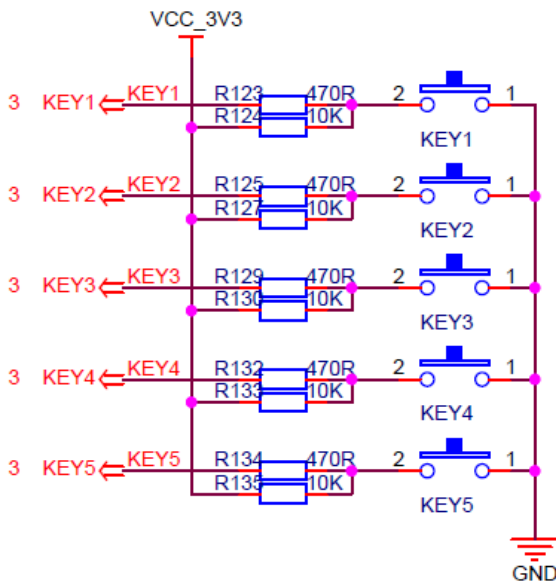 VCC_3V3
3 KEY1 KEY1 R123 470R 2 1
R124 10K
KEY1
3 KEY2 KEY2 R125 470R 2 1
R127 10K
KEY2
3 KEY3 KEY3 R129 470R 2 1
R130 10K
KEY3
3 KEY4 KEY4 R132 470R 2 1
R133 10K
KEY4
3 KEY5 KEY5 R134 470R 2 1
R135 10K
KEY5
GND